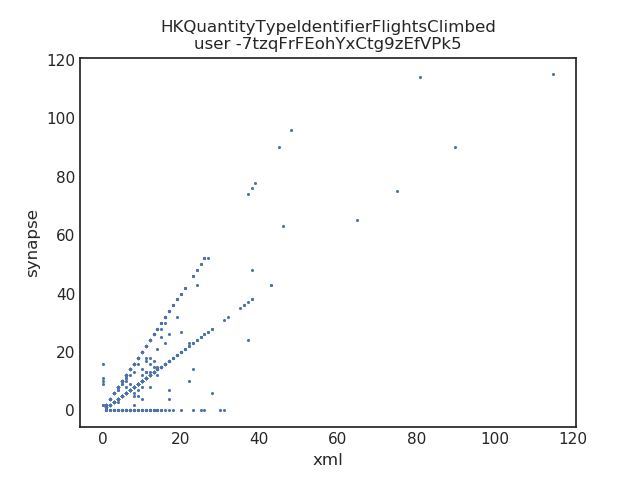 HKQuantityTypeIdentifierFlightsClimbed
user -7tzqFrFEohYxCtg9zEfVPk5
120
100
80
60
40
20
0
synapse
0 20 40 60 80 100 120
xml